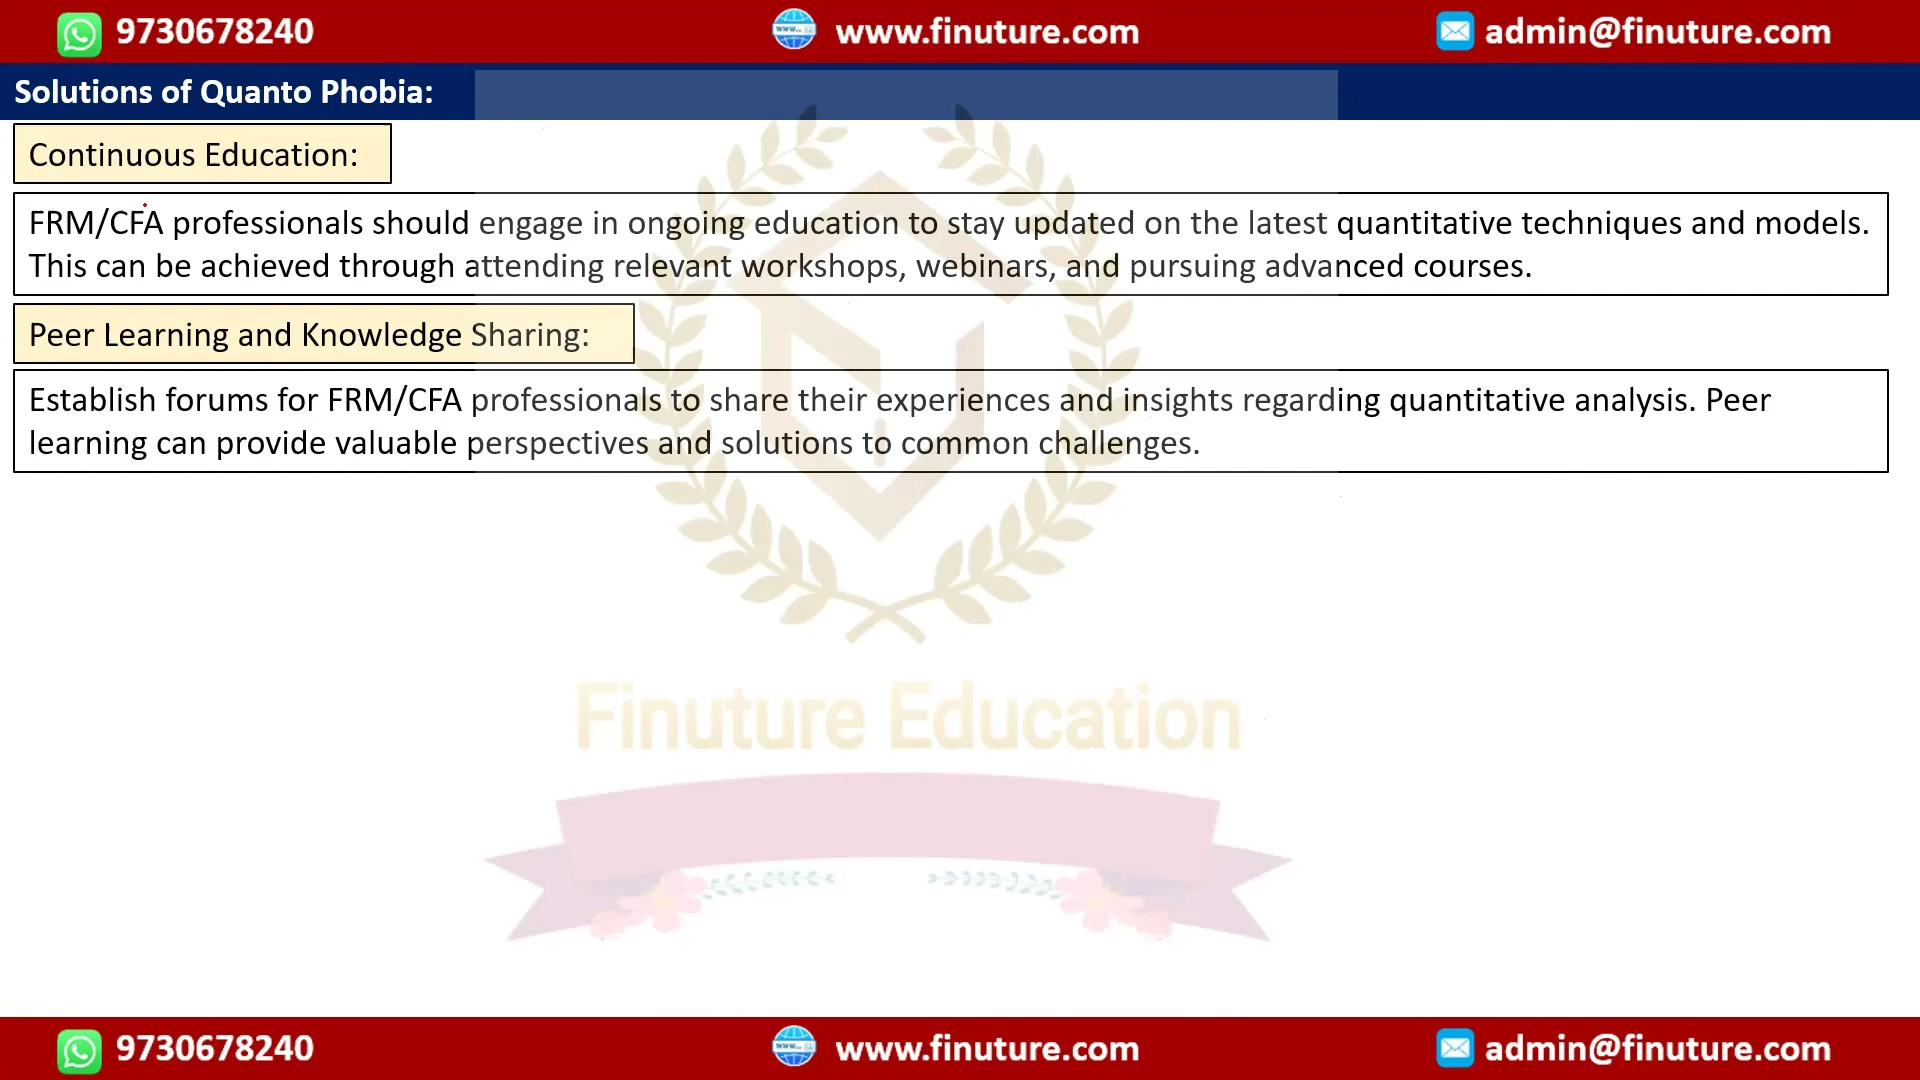 9730678240 www.finuture.com admin@finuture.com
Solutions of Quanto Phobia:
Continuous Education:
FRM/CFA professionals should engage in ongoing education to stay updated on the latest quantitative techniques and models.
This can be achieved through attending relevant workshops, webinars, and pursuing advanced courses.
Peer Learning and Knowledge Sharing:
Establish forums for FRM/CFA professionals to share their experiences and insights regarding quantitative analysis. Peer
learning can provide valuable perspectives and solutions to common challenges.
Finuture Education
9730678240 www.finuture.com admin@finuture.com